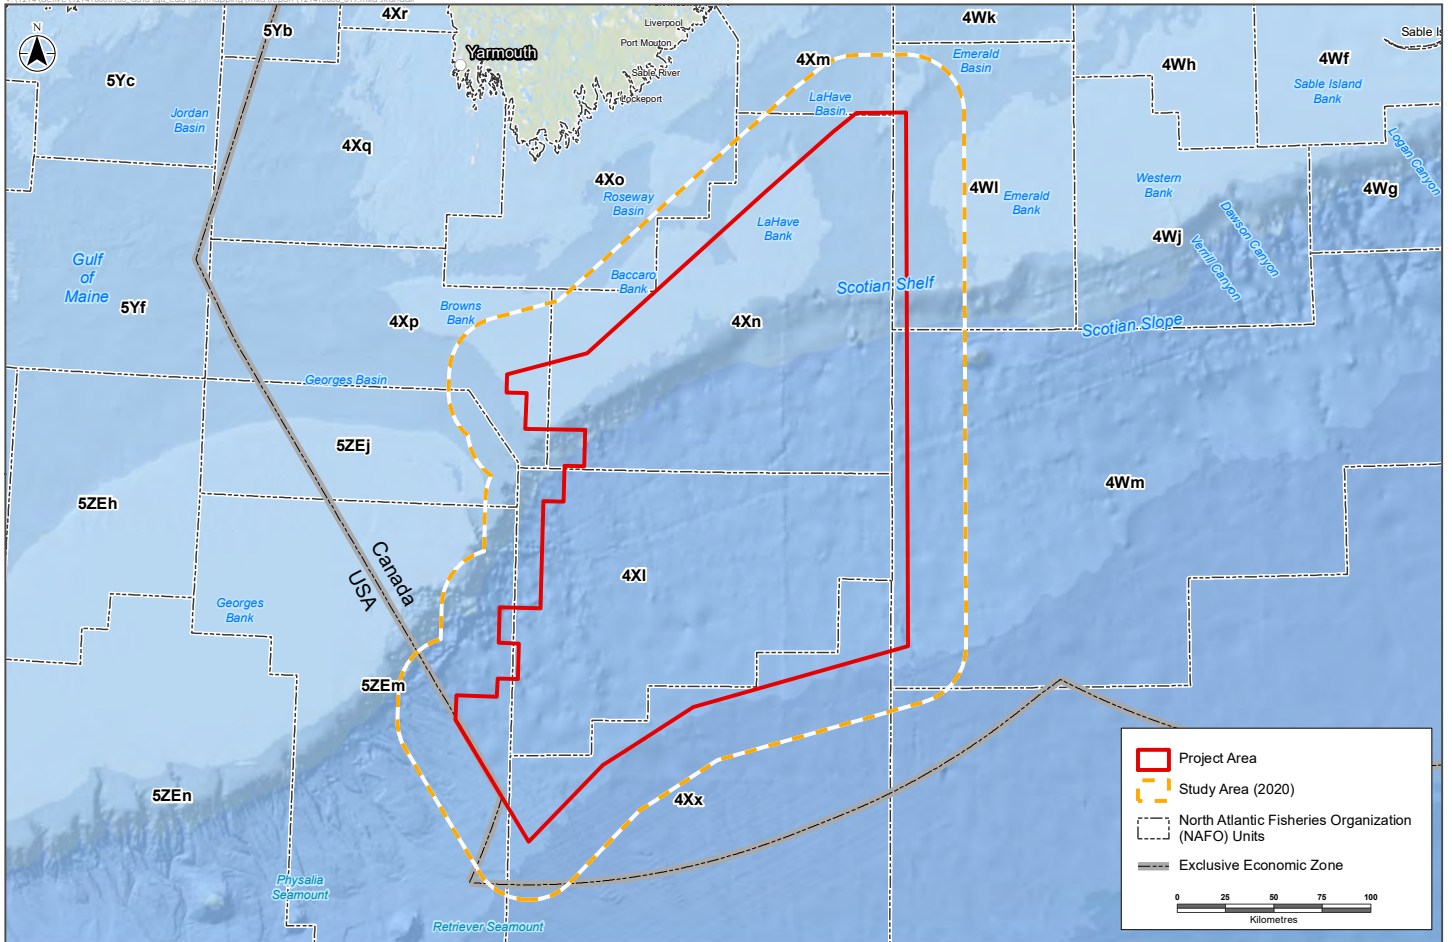 4Xr
5Yb
4Wk
Liverpool
Port Mouton
Sable Is
N
Yarmouth
4Xm
Emerald
Basin
4Wh
4Wf
5Yc
Sable River
Sable Island
Bank
Lockeport
LaHave
Basin
Jordan
Basin
4Xq
Logan Canyon
4Xo
4Wl
Western
Bank
4Wg
Roseway
Basin
Emerald
Bank
LaHave
Bank
Dawson Canyon
4Wj
Verrill Canyon
Gulf
of
Maine
Baccaro
Bank
Scotian Shelf
5Yf
Browns
Bank
4Xp
4Xn
Scotian Slope
Georges Basin
5ZEj
5ZEh
4Wm
Canada
USA
4Xl
Georges
Bank
5ZEm
5ZEn
4Xx
Physalia
Seamount
Retriever Seamount
Project Area
Study Area (2020)
North Atlantic Fisheries Organization
(NAFO) Units
Exclusive Economic Zone
0 25 50 75 100
Kilometres